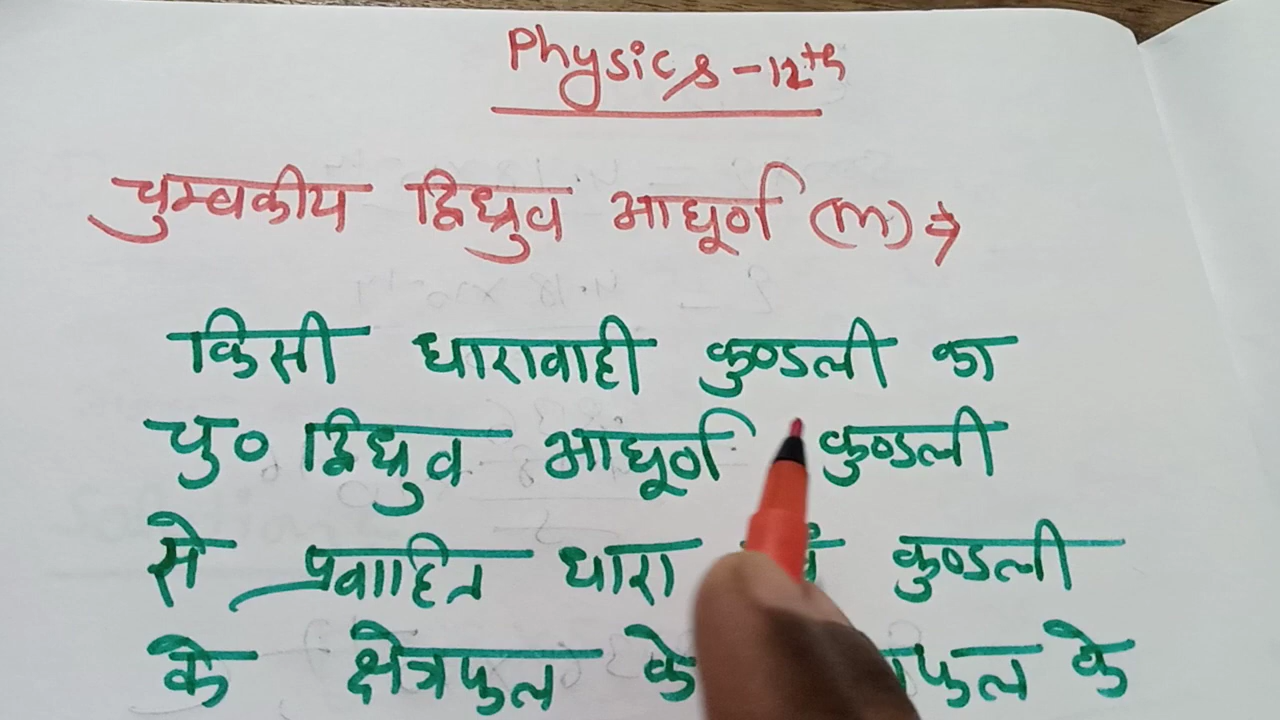 Physics - 12th
चुम्बकीय द्विध्रुव आघूर्ण (m) ⇒
किसी धारावाही कुण्डली का
चु० द्विध्रुव आघूर्ण कुण्डली
से प्रवाहित धारा कुण्डली
के क्षेत्रफल के के